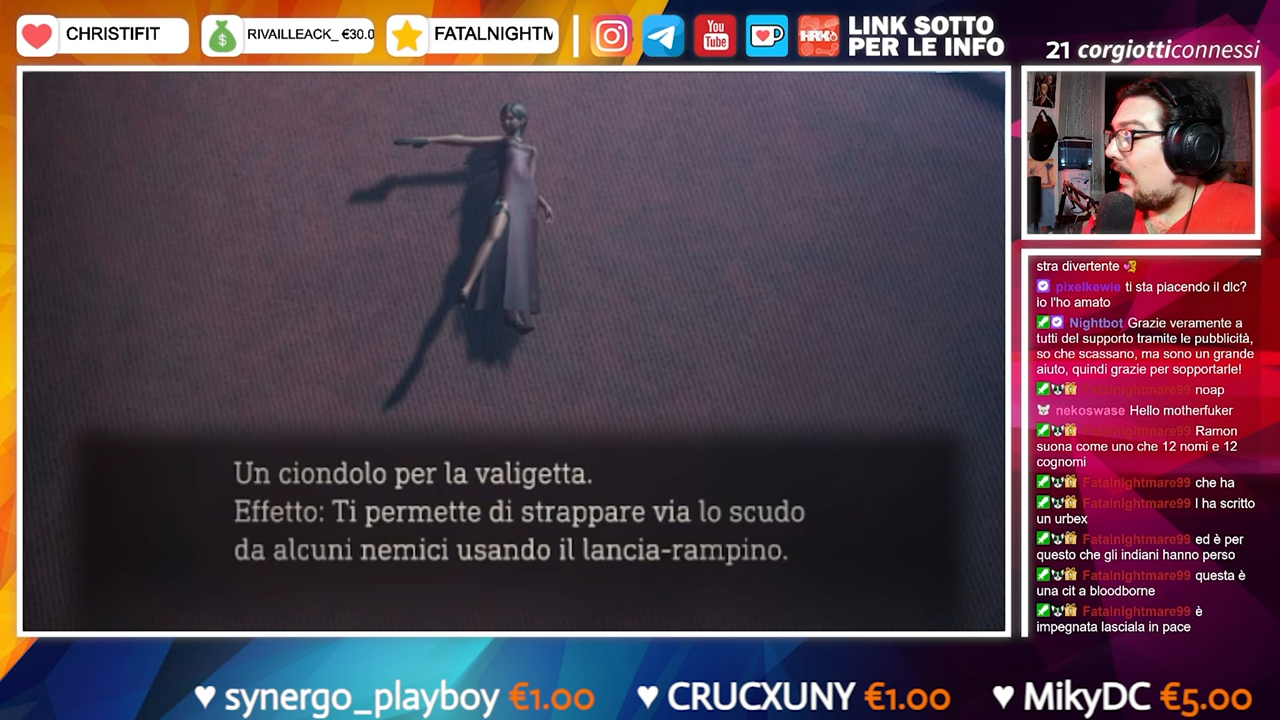 CHRISTIFIT
RIVAILLEACK_ €30.0
FATALNIGHTM
You
Tube
HRK
LINK SOTTO
PER LE INFO
21 corgiotticonnessi
Un ciondolo per la valigetta.
Effetto: Ti permette di strappare via lo scudo
da alcuni nemici usando il lancia-rampino.
stra divertente
pixelkewie ti sta piacendo il dlc?
io l'ho amato
Nightbot Grazie veramente a
tutti del supporto tramite le pubblicità,
so che scassano, ma sono un grande
aiuto, quindi grazie per sopportarle!
Fatalnightmare99 noap
nekoswase Hello motherfuker
Fatalnightmare99 Ramon
suona come uno che 12 nomi e 12
cognomi
Fatalnightmare99 che ha
Fatalnightmare99 l ha scritto
un urbex
Fatalnightmare99 ed è per
questo che gli indiani hanno perso
Fatalnightmare99 questa è
una cit a bloodborne
Fatalnightmare99 è
impegnata lasciala in pace
synergo_playboy €1.00
CRUCXUNY €1.00
MikyDC €5.00